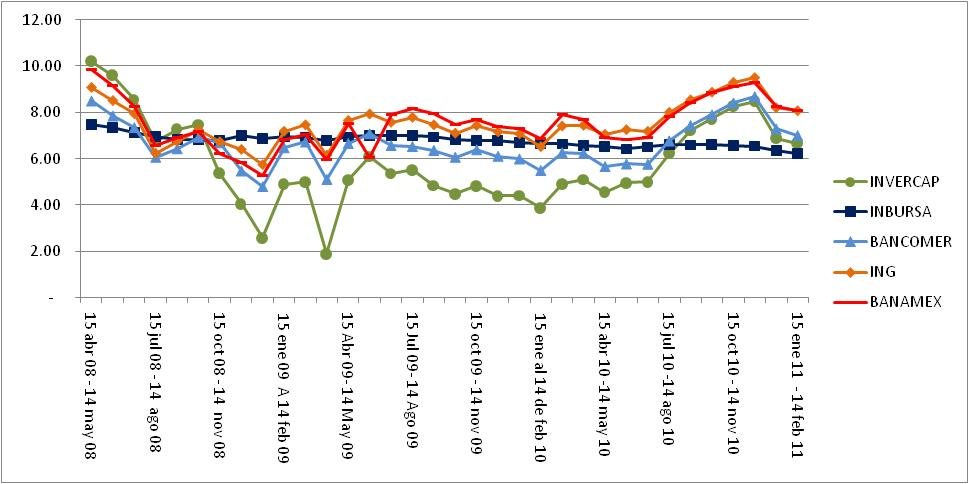 12.00
10.00
8.00
6.00
4.00
2.00
-
INVERCAP
INBURSA
BANCOMER
ING
BANAMEX
15 abr 08 - 14 may 08
15 jul 08 - 14 ago 08
15 oct 08 - 14 nov 08
15 ene 09 A 14 feb 09
15 Abr 09-14 May 09
15 Jul 09-14 Ago 09
15 oct 09 - 14 nov 09
15 ene al 14 de feb 10
15 abr 10 -14 may 10
15 jul 10 -14 ago 10
15 oct 10 - 14 nov 10
15 ene 11 - 14 feb 11